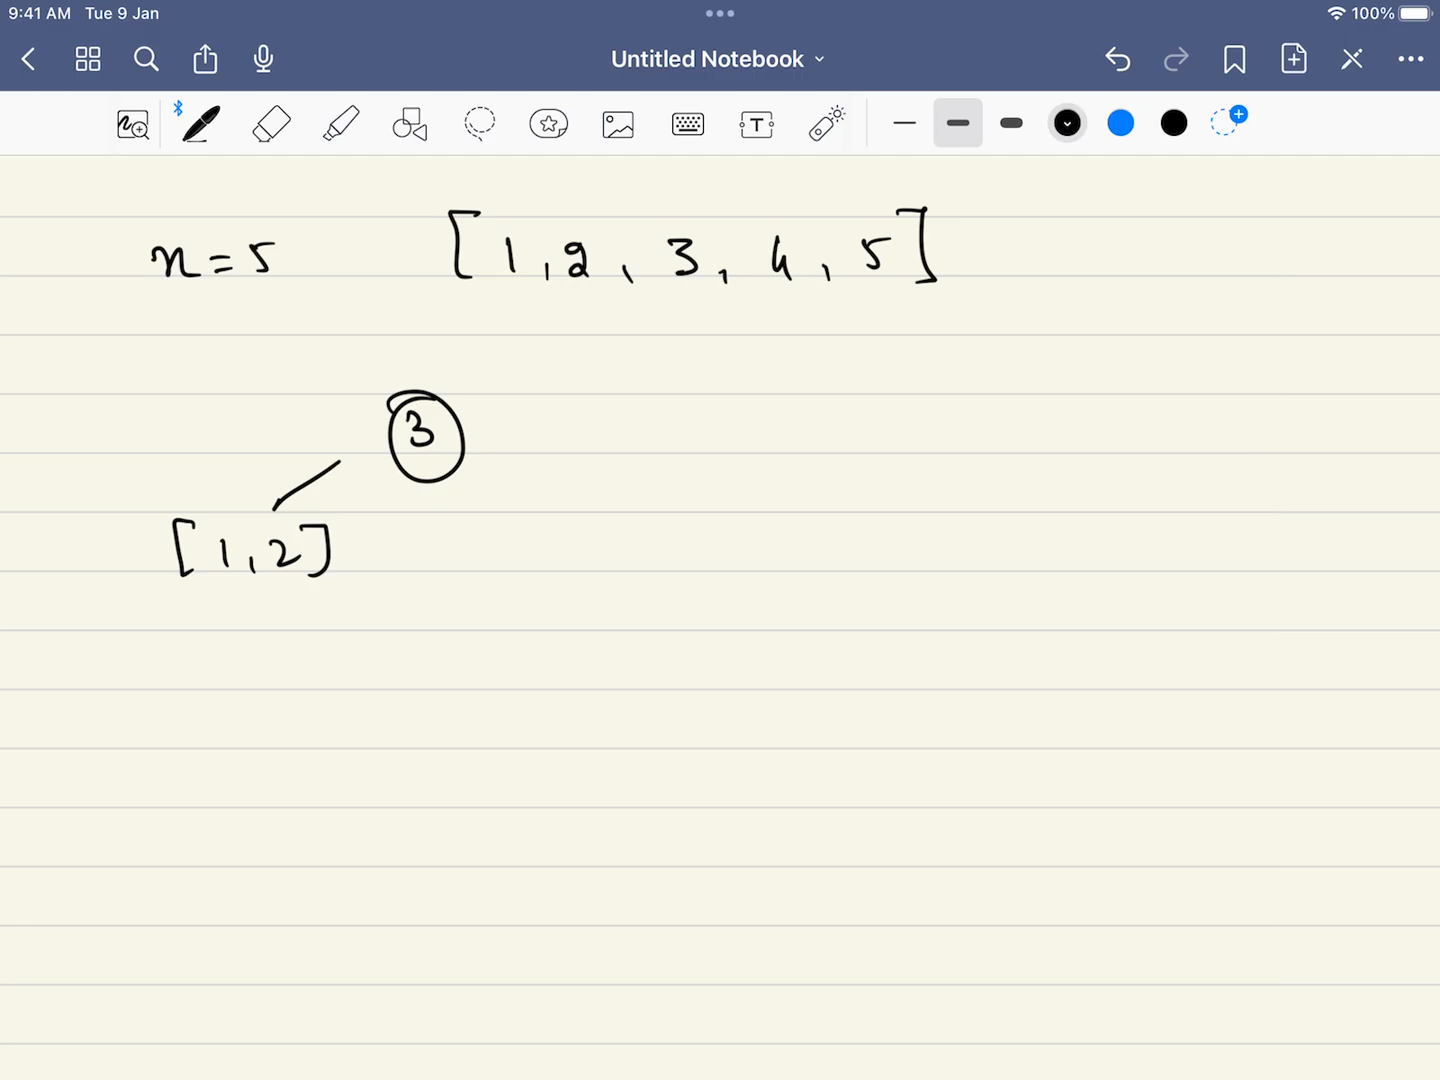 9:41 AM Tue 9 Jan 100%
Untitled Notebook
T
n=5 [1,2,3,4,5]
3
[1,2]